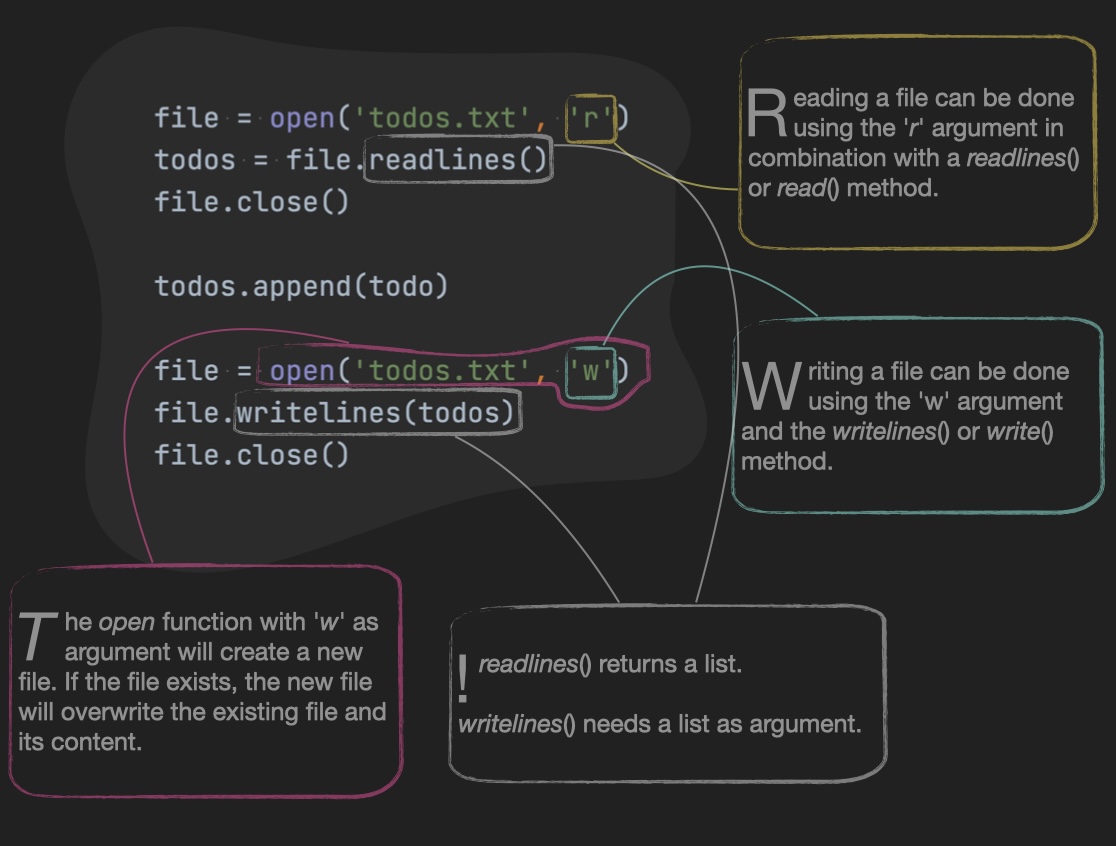 file = open('todos.txt', 'r')
todos = file.readlines()
file.close()
todos.append(todo)
file = open('todos.txt', 'w')
file.writelines(todos)
file.close()
Reading a file can be done
using the 'r' argument in
combination with a readlines()
or read() method.
Writing a file can be done
using the 'w' argument
and the writelines() or write()
method.
The open function with 'w' as
argument will create a new
file. If the file exists, the new file
will overwrite the existing file and
its content.
! readlines() returns a list.
writelines() needs a list as argument.